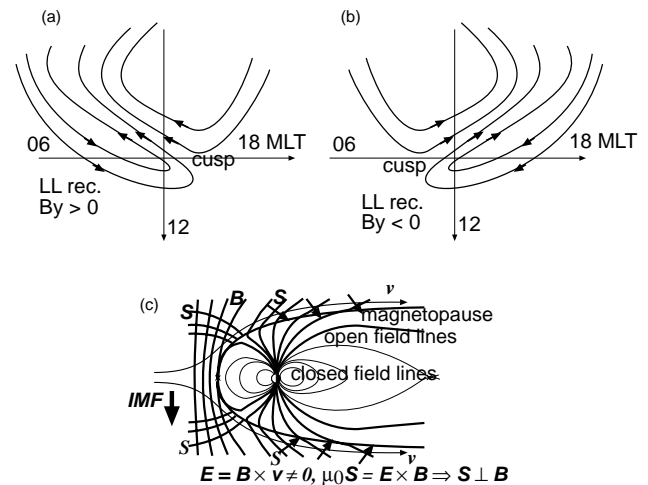 (a)
(b)
06
18 MLT
cusp
LL rec.
By > 0
12
06
18 MLT
cusp
LL rec.
By < 0
12
(c)
B
S
v
S
magnetopause
open field lines
closed field lines
IMF
S
S
v
E = B × v ≠ 0, μ0S = E × B ⇒ S ⊥ B